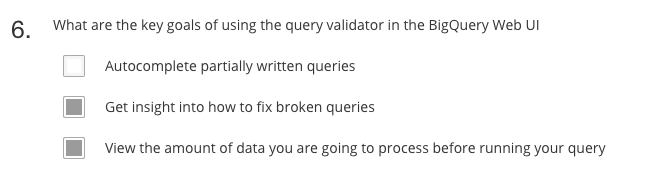 6. What are the key goals of using the query validator in the BigQuery Web UI
Autocomplete partially written queries
Get insight into how to fix broken queries
View the amount of data you are going to process before running your query